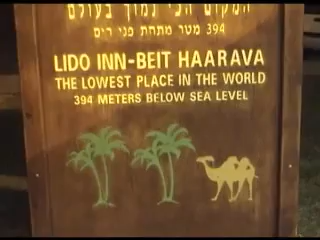 המקום הכי נמוך בעולם
394 מטר מתחת פני הים
LIDO INN-BEIT HAARAVA
THE LOWEST PLACE IN THE WORLD
394 METERS BELOW SEA LEVEL